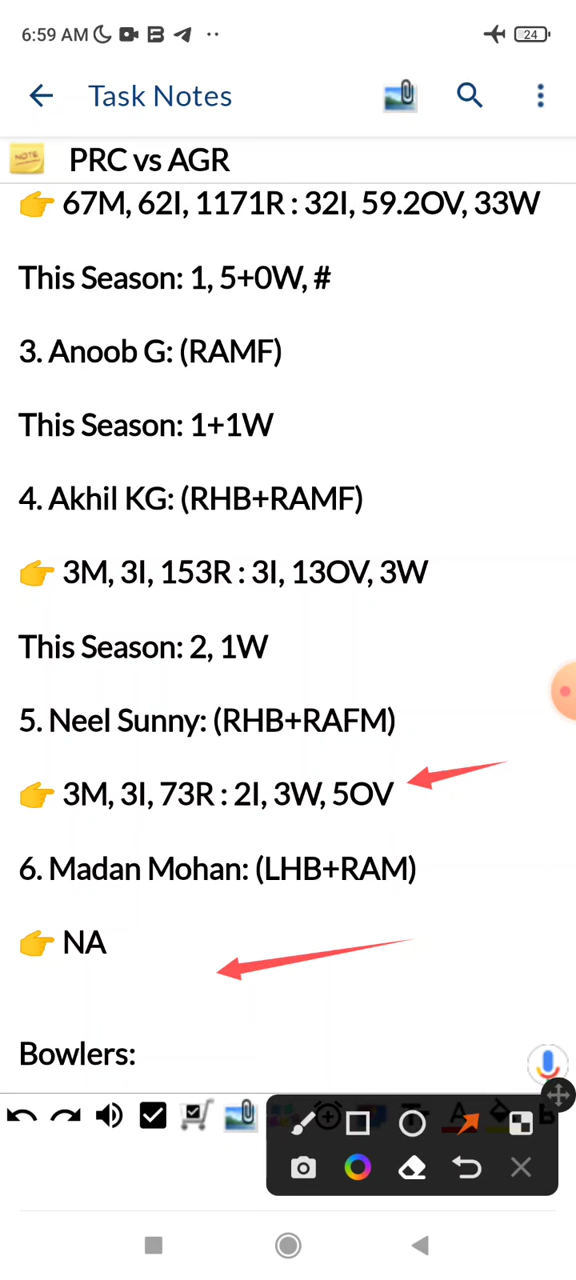 6:59 AM
24
Task Notes
NOTE
PRC vs AGR
👉 67M, 62I, 1171R : 32I, 59.2OV, 33W
This Season: 1, 5+0W, #
3. Anoob G: (RAMF)
This Season: 1+1W
4. Akhil KG: (RHB+RAMF)
👉 3M, 3I, 153R : 3I, 13OV, 3W
This Season: 2, 1W
5. Neel Sunny: (RHB+RAFM)
👉 3M, 3I, 73R : 2I, 3W, 5OV
6. Madan Mohan: (LHB+RAM)
👉 NA
Bowlers: